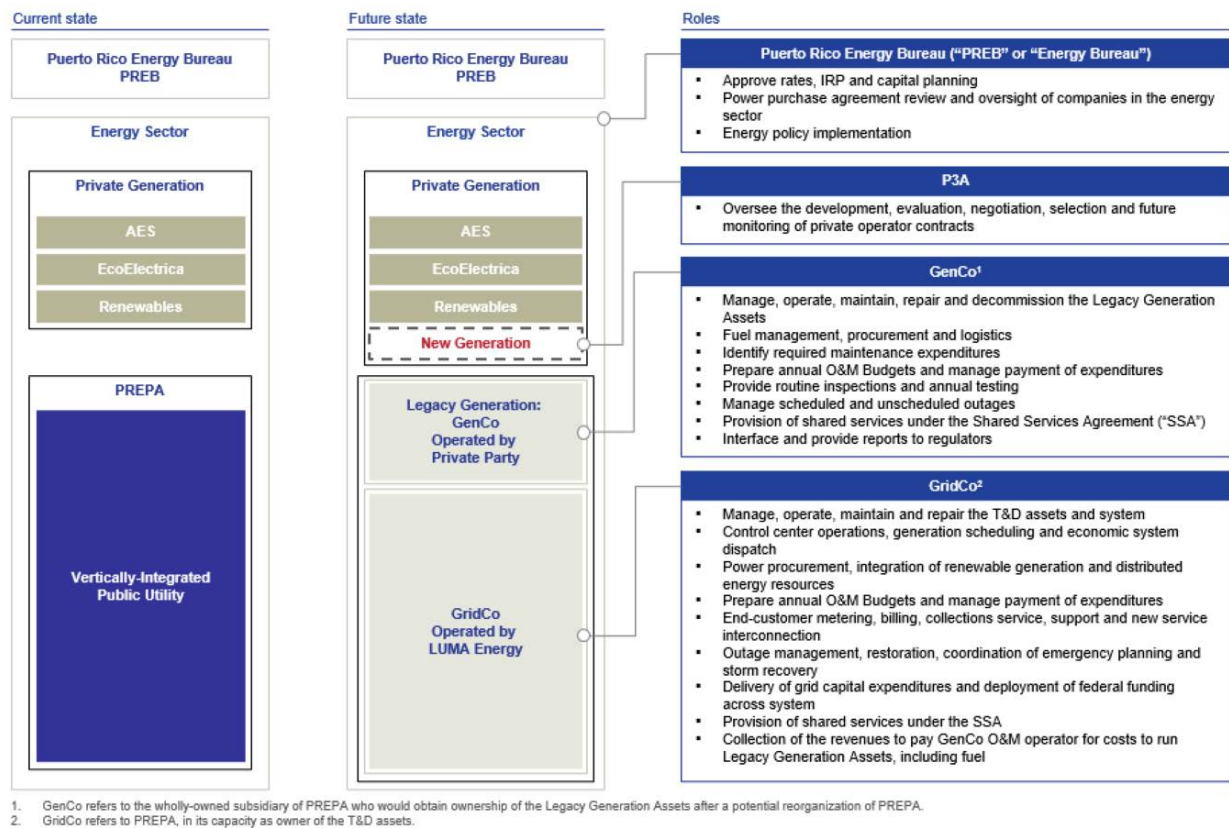 Current state
Puerto Rico Energy Bureau
PREB
Energy Sector
Private Generation
AES
EcoElectrica
Renewables
PREPA
Vertically-Integrated
Public Utility
Future state
Puerto Rico Energy Bureau
PREB
Energy Sector
Private Generation
AES
EcoElectrica
Renewables
New Generation
Legacy Generation:
GenCo
Operated by
Private Party
GridCo
Operated by
LUMA Energy
Roles
Puerto Rico Energy Bureau (“PREB” or “Energy Bureau”)
▪ Approve rates, IRP and capital planning
▪ Power purchase agreement review and oversight of companies in the energy
sector
▪ Energy policy implementation
P3A
▪ Oversee the development, evaluation, negotiation, selection and future
monitoring of private operator contracts
GenCo¹
▪ Manage, operate, maintain, repair and decommission the Legacy Generation
Assets
▪ Fuel management, procurement and logistics
▪ Identify required maintenance expenditures
▪ Prepare annual O&M Budgets and manage payment of expenditures
▪ Provide routine inspections and annual testing
▪ Manage scheduled and unscheduled outages
▪ Provision of shared services under the Shared Services Agreement (“SSA”)
▪ Interface and provide reports to regulators
GridCo²
▪ Manage, operate, maintain and repair the T&D assets and system
▪ Control center operations, generation scheduling and economic system
dispatch
▪ Power procurement, integration of renewable generation and distributed
energy resources
▪ Prepare annual O&M Budgets and manage payment of expenditures
▪ End-customer metering, billing, collections service, support and new service
interconnection
▪ Outage management, restoration, coordination of emergency planning and
storm recovery
▪ Delivery of grid capital expenditures and deployment of federal funding
across system
▪ Provision of shared services under the SSA
▪ Collection of the revenues to pay GenCo O&M operator for costs to run
Legacy Generation Assets, including fuel
1. GenCo refers to the wholly-owned subsidiary of PREPA who would obtain ownership of the Legacy Generation Assets after a potential reorganization of PREPA.
2. GridCo refers to PREPA, in its capacity as owner of the T&D assets.